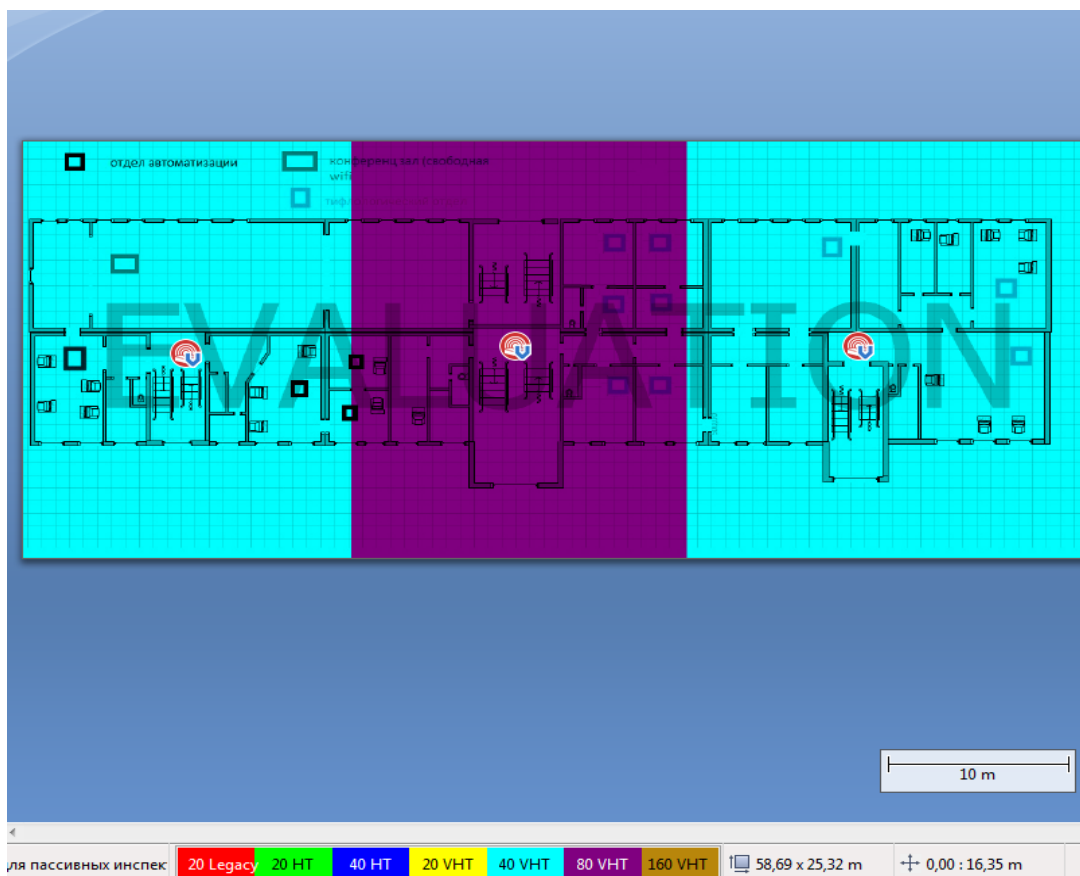 отдел автоматизации
конференц зал (свободная
wifi
EVALUATION
10 m
для пассивных инспек
20 Legacy
20 HT
40 HT
20 VHT
40 VHT
80 VHT
160 VHT
58,69 x 25,32 m
0,00 : 16,35 m